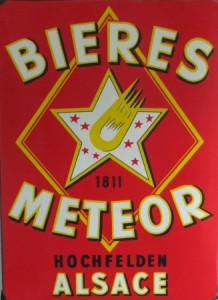 BIERES
1811
METEOR
HOCHFELDEN
ALSACE